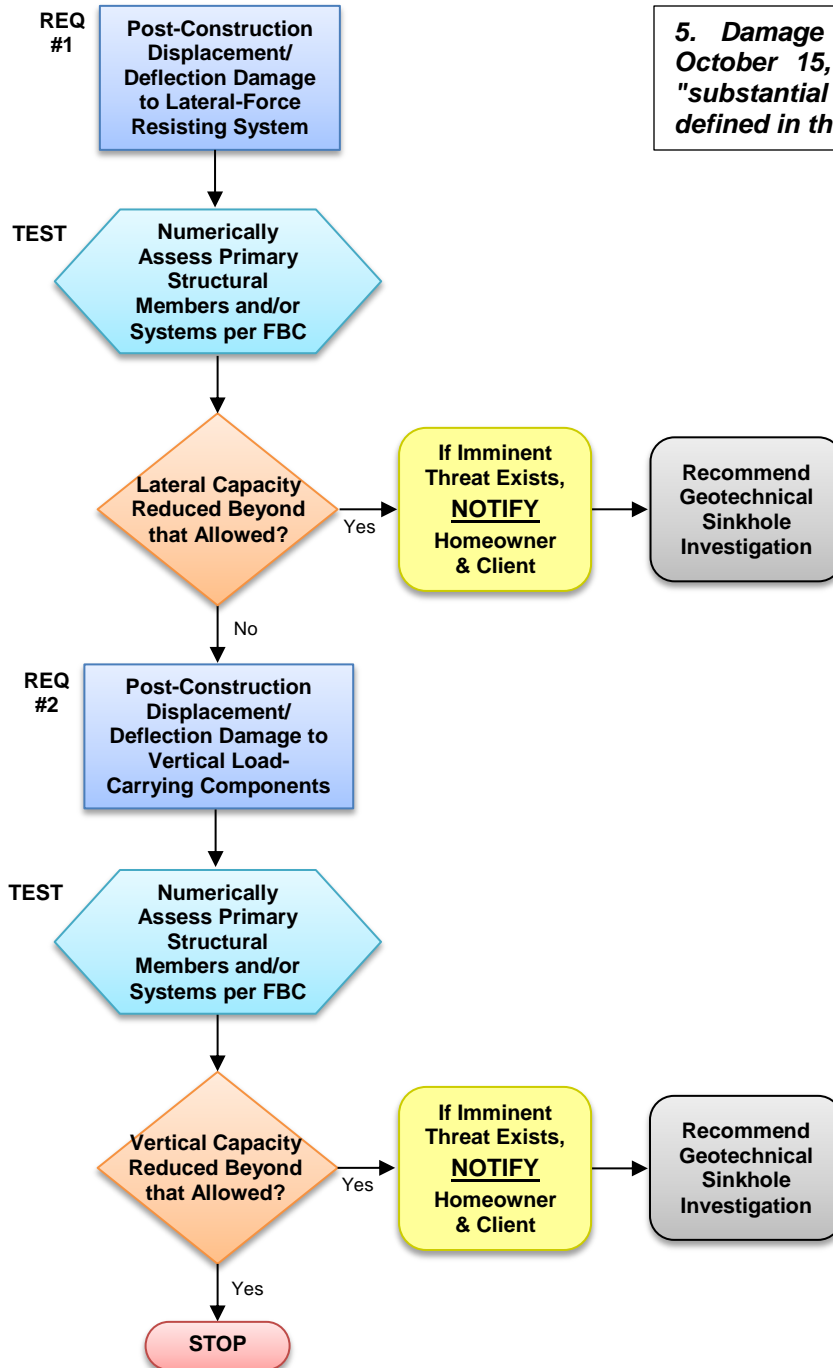 REQ
#1
Post-Construction
Displacement/
Deflection Damage
to Lateral-Force
Resisting System
5. Damage
October 15,
"substantial
defined in th
TEST
Numerically
Assess Primary
Structural
Members and/or
Systems per FBC
Lateral Capacity
Reduced Beyond
that Allowed?
Yes
If Imminent
Threat Exists,
NOTIFY
Homeowner
& Client
Recommend
Geotechnical
Sinkhole
Investigation
No
REQ
#2
Post-Construction
Displacement/
Deflection Damage to
Vertical Load-
Carrying Components
TEST
Numerically
Assess Primary
Structural
Members and/or
Systems per FBC
Vertical Capacity
Reduced Beyond
that Allowed?
Yes
If Imminent
Threat Exists,
NOTIFY
Homeowner
& Client
Recommend
Geotechnical
Sinkhole
Investigation
Yes
STOP